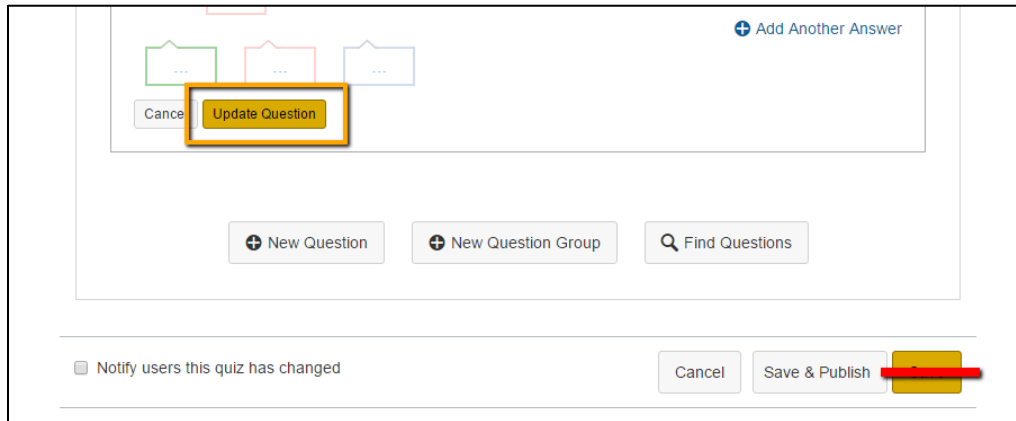 Add Another Answer
... ... ...
Cance Update Question
New Question New Question Group Find Questions
Notify users this quiz has changed
Cancel Save & Publish